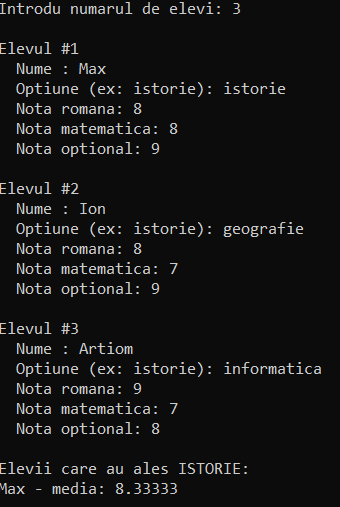 Introdu numarul de elevi: 3
Elevul #1
Nume : Max
Optiune (ex: istorie): istorie
Nota romana: 8
Nota matematica: 8
Nota optional: 9
Elevul #2
Nume : Ion
Optiune (ex: istorie): geografie
Nota romana: 8
Nota matematica: 7
Nota optional: 9
Elevul #3
Nume : Artiom
Optiune (ex: istorie): informatica
Nota romana: 9
Nota matematica: 7
Nota optional: 8
Elevii care au ales ISTORIE:
Max - media: 8.33333